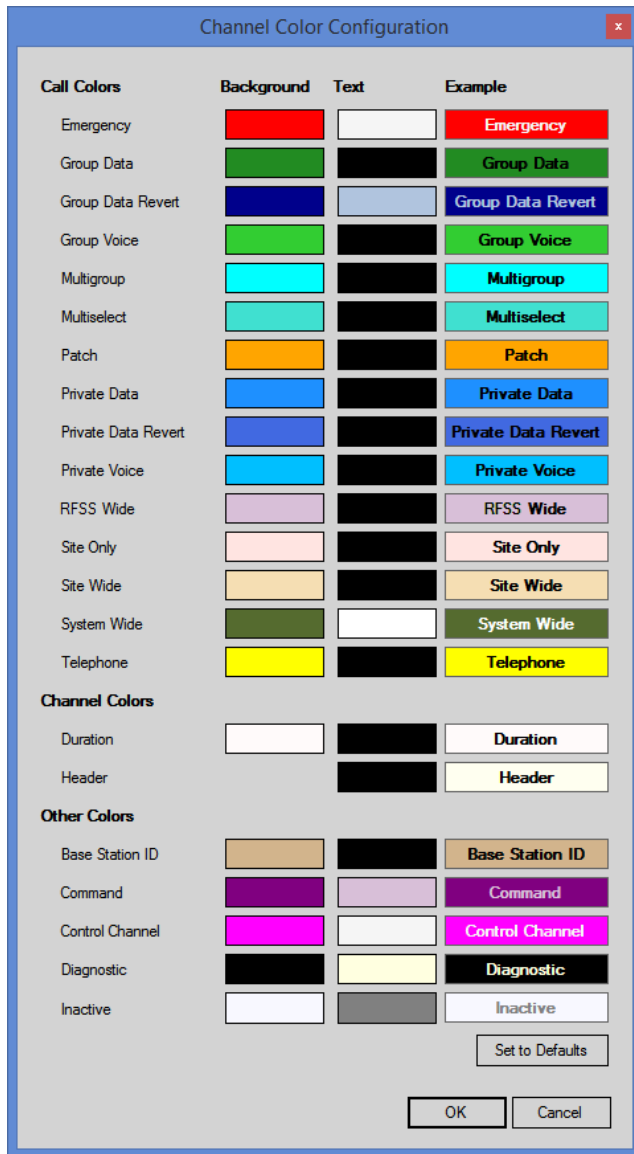 Channel Color Configuration
x
Call Colors Background Text Example
Emergency Emergency
Group Data Group Data
Group Data Revert Group Data Revert
Group Voice Group Voice
Multigroup Multigroup
Multiselect Multiselect
Patch Patch
Private Data Private Data
Private Data Revert Private Data Revert
Private Voice Private Voice
RFSS Wide RFSS Wide
Site Only Site Only
Site Wide Site Wide
System Wide System Wide
Telephone Telephone
Channel Colors
Duration Duration
Header Header
Other Colors
Base Station ID Base Station ID
Command Command
Control Channel Control Channel
Diagnostic Diagnostic
Inactive Inactive
Set to Defaults
OK Cancel